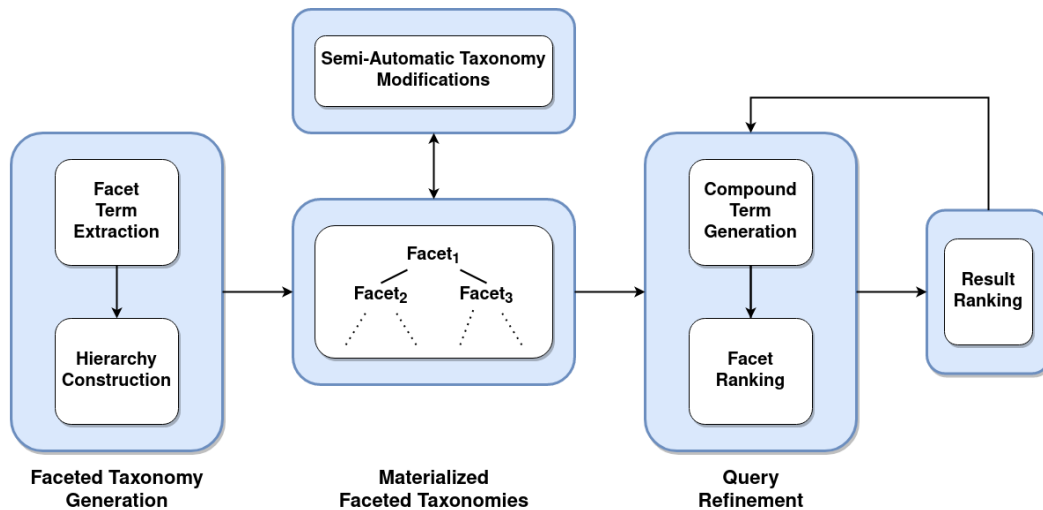 Semi-Automatic Taxonomy
Modifications
Facet
Term
Extraction
Hierarchy
Construction
Facet₁
Facet₂ Facet₃
Compound
Term
Generation
Facet
Ranking
Result
Ranking
Faceted Taxonomy
Generation
Materialized
Faceted Taxonomies
Query
Refinement